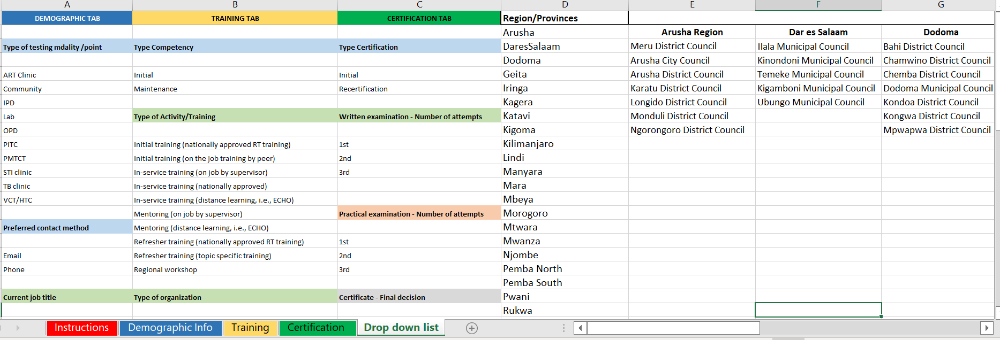 A B C D E F G
DEMOGRAPHIC TAB TRAINING TAB CERTIFICATION TAB Region/Provinces
Arusha Arusha Region Dar es Salaam Dodoma
Type of testing mdality /point Type Competency Type Certification DaresSalaam Meru District Council Ilala Municipal Council Bahi District Council
Dodoma Arusha City Council Kinondoni Municipal Council Chamwino District Council
ART Clinic Initial Initial Geita Arusha District Council Temeke Municipal Council Chemba District Council
Community Maintenance Recertification Iringa Karatu District Council Kigamboni Municipal Council Dodoma Municipal Council
IPD Kagera Longido District Council Ubungo Municipal Council Kondoa District Council
Lab Type of Activity/Training Written examination - Number of attempts Katavi Monduli District Council Kongwa District Council
OPD Kigoma Ngorongoro District Council Mpwapwa District Council
PITC Initial training (nationally approved RT training) 1st Kilimanjaro
PMTCT Initial training (on the job training by peer) 2nd Lindi
STI clinic In-service training (on job by supervisor) 3rd Manyara
TB clinic In-service training (nationally approved) Mara
VCT/HTC In-service training (distance learning, i.e., ECHO) Mbeya
Mentoring (on job by supervisor) Practical examination - Number of attempts Morogoro
Preferred contact method Mentoring (distance learning, i.e., ECHO) Mtwara
Refresher training (nationally approved RT training) 1st Mwanza
Email Refresher training (topic specific training) 2nd Njombe
Phone Regional workshop 3rd Pemba North
Pemba South
Current job title Type of organization Certificate - Final decision Pwani
Rukwa
Instructions Demographic Info Training Certification Drop down list